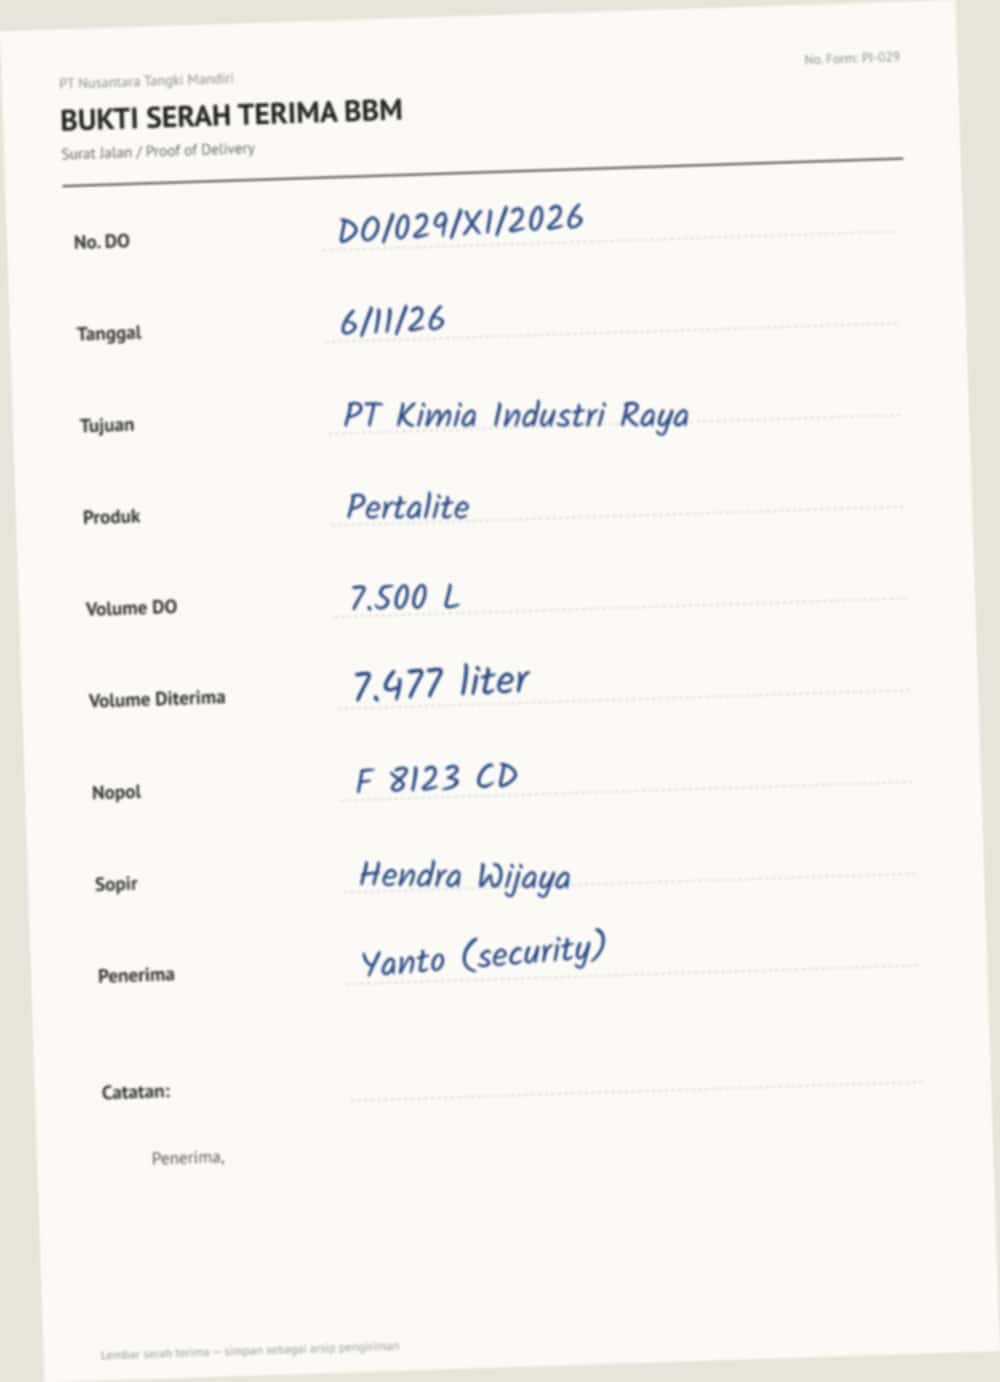 PT Nusantara Tangki Mandiri
No. Form: PJ-029
BUKTI SERAH TERIMA BBM
Surat Jalan / Proof of Delivery
No. DO DO/029/XI/2026
Tanggal 6/11/26
Tujuan PT Kimia Industri Raya
Produk Pertalite
Volume DO 7.500 L
Volume Diterima 7.477 liter
Nopol F 8123 CD
Sopir Hendra Wijaya
Penerima Yanto (security)
Catatan:
Penerima,
Lembar serah terima — simpan sebagai arsip pengiriman